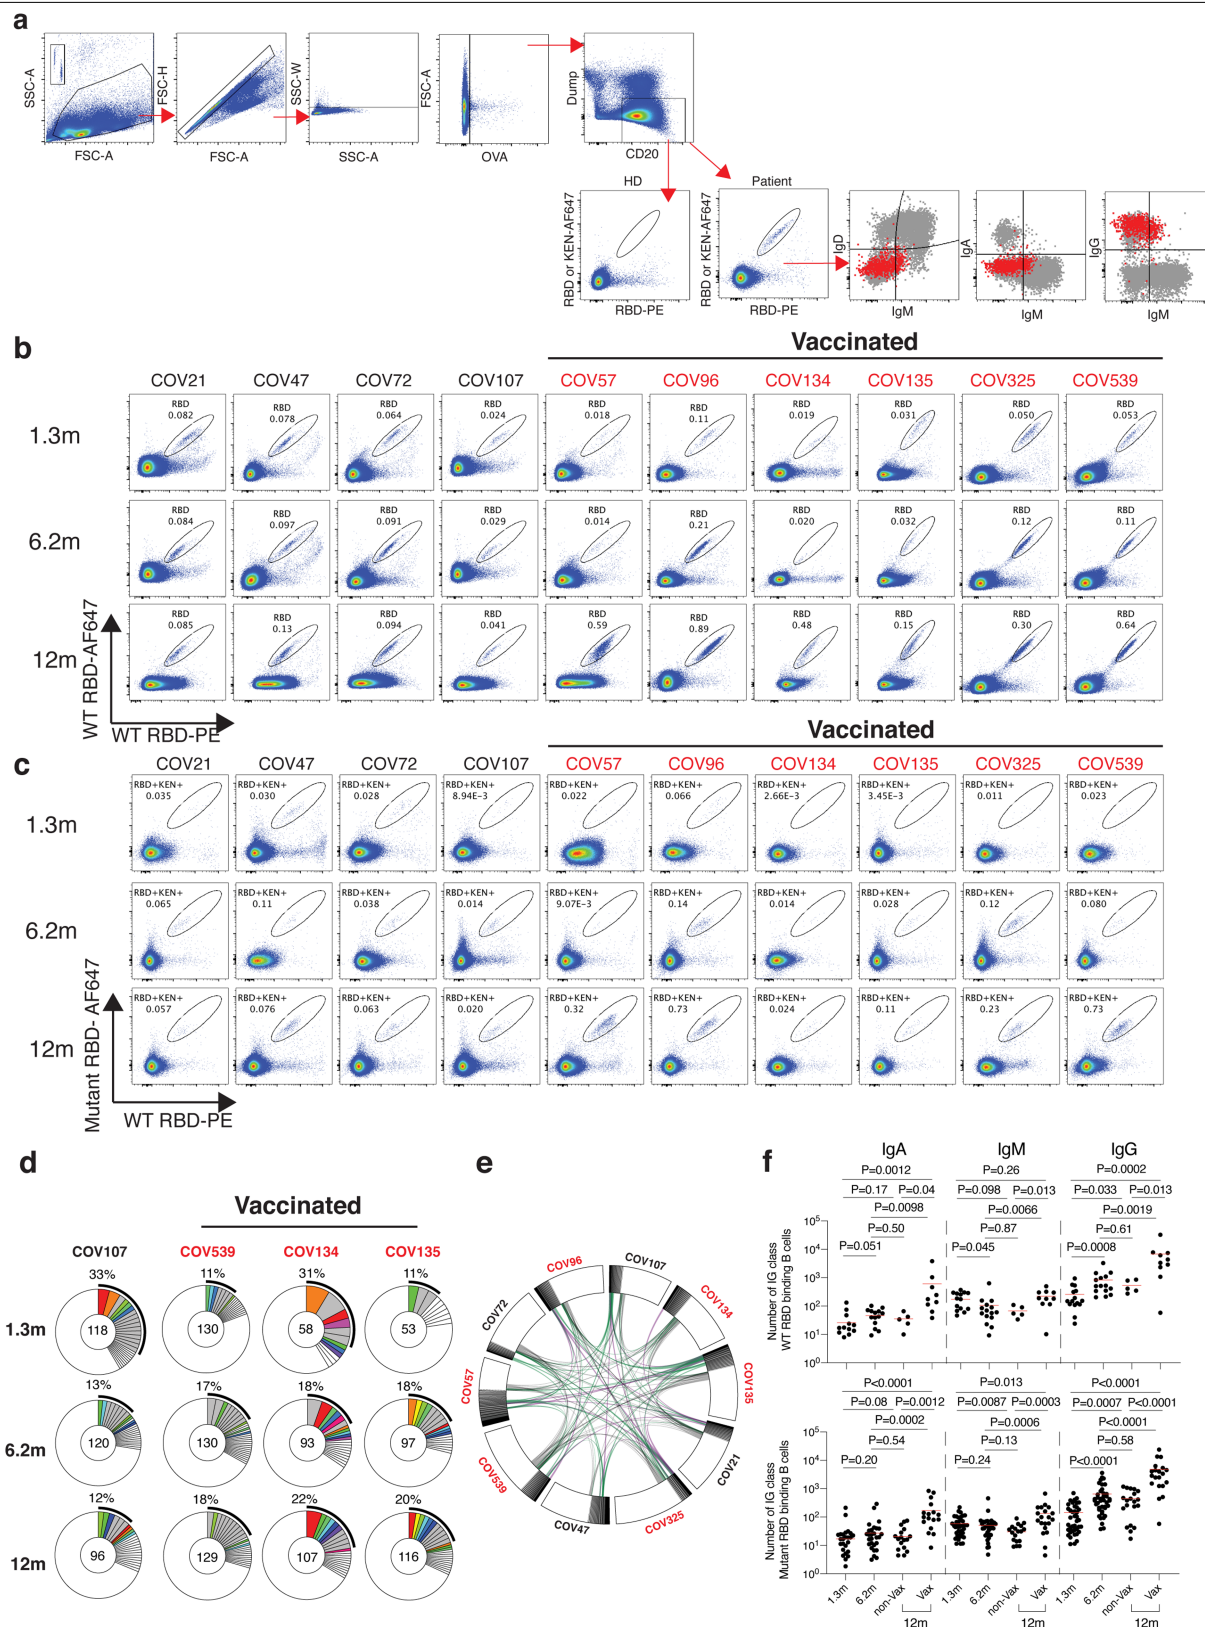 a
SSC-A
FSC-A
FSC-H
FSC-A
SSC-W
SSC-A
FSC-A
OVA
Dump
CD20
HD
RBD or KEN-AF647
RBD-PE
Patient
RBD or KEN-AF647
RBD-PE
IgD
IgM
IgA
IgM
IgG
IgM
b
Vaccinated
COV21 COV47 COV72 COV107 COV57 COV96 COV134 COV135 COV325 COV539
1.3m
RBD RBD RBD RBD RBD RBD RBD RBD RBD RBD
0.082 0.078 0.064 0.024 0.018 0.11 0.019 0.031 0.050 0.053
6.2m
RBD RBD RBD RBD RBD RBD RBD RBD RBD RBD
0.084 0.097 0.091 0.029 0.014 0.21 0.020 0.032 0.12 0.11
12m
RBD RBD RBD RBD RBD RBD RBD RBD RBD RBD
0.085 0.13 0.094 0.041 0.59 0.89 0.48 0.15 0.30 0.64
WT RBD-AF647
WT RBD-PE
c
Vaccinated
COV21 COV47 COV72 COV107 COV57 COV96 COV134 COV135 COV325 COV539
1.3m
RBD+KEN+ RBD+KEN+ RBD+KEN+ RBD+KEN+ RBD+KEN+ RBD+KEN+ RBD+KEN+ RBD+KEN+ RBD+KEN+ RBD+KEN+
0.035 0.030 0.028 8.94E-3 0.022 0.066 2.66E-3 3.45E-3 0.011 0.023
6.2m
RBD+KEN+ RBD+KEN+ RBD+KEN+ RBD+KEN+ RBD+KEN+ RBD+KEN+ RBD+KEN+ RBD+KEN+ RBD+KEN+ RBD+KEN+
0.065 0.11 0.038 0.014 9.07E-3 0.14 0.014 0.028 0.12 0.080
12m
RBD+KEN+ RBD+KEN+ RBD+KEN+ RBD+KEN+ RBD+KEN+ RBD+KEN+ RBD+KEN+ RBD+KEN+ RBD+KEN+ RBD+KEN+
0.057 0.076 0.063 0.020 0.32 0.73 0.024 0.11 0.23 0.73
Mutant RBD- AF647
WT RBD-PE
d
Vaccinated
COV107 COV539 COV134 COV135
33% 11% 31% 11%
1.3m 118 130 58 53
13% 17% 18% 18%
6.2m 120 130 93 97
12% 18% 22% 20%
12m 96 129 107 116
e
COV96
COV107
COV134
COV135
COV21
COV325
COV47
COV539
COV57
COV72
f
IgA IgM IgG
P=0.0012 P=0.26 P=0.0002
P=0.17 P=0.04 P=0.098 P=0.013 P=0.033 P=0.013
P=0.0098 P=0.0066 P=0.0019
P=0.50 P=0.87 P=0.61
P=0.051 P=0.045 P=0.0008
Number of IG class
WT RBD binding B cells
10⁵
10⁴
10³
10²
10¹
10⁰
P<0.0001 P=0.013 P<0.0001
P=0.08 P=0.0012 P=0.0087 P=0.0003 P=0.0007 P<0.0001
P=0.0002 P=0.0006 P<0.0001
P=0.54 P=0.13 P=0.58
P=0.20 P=0.24 P<0.0001
Number of IG class
Mutant RBD binding B cells
10⁵
10⁴
10³
10²
10¹
10⁰
1.3m 6.2m non-Vax Vax 1.3m 6.2m non-Vax Vax 1.3m 6.2m non-Vax Vax
12m 12m 12m